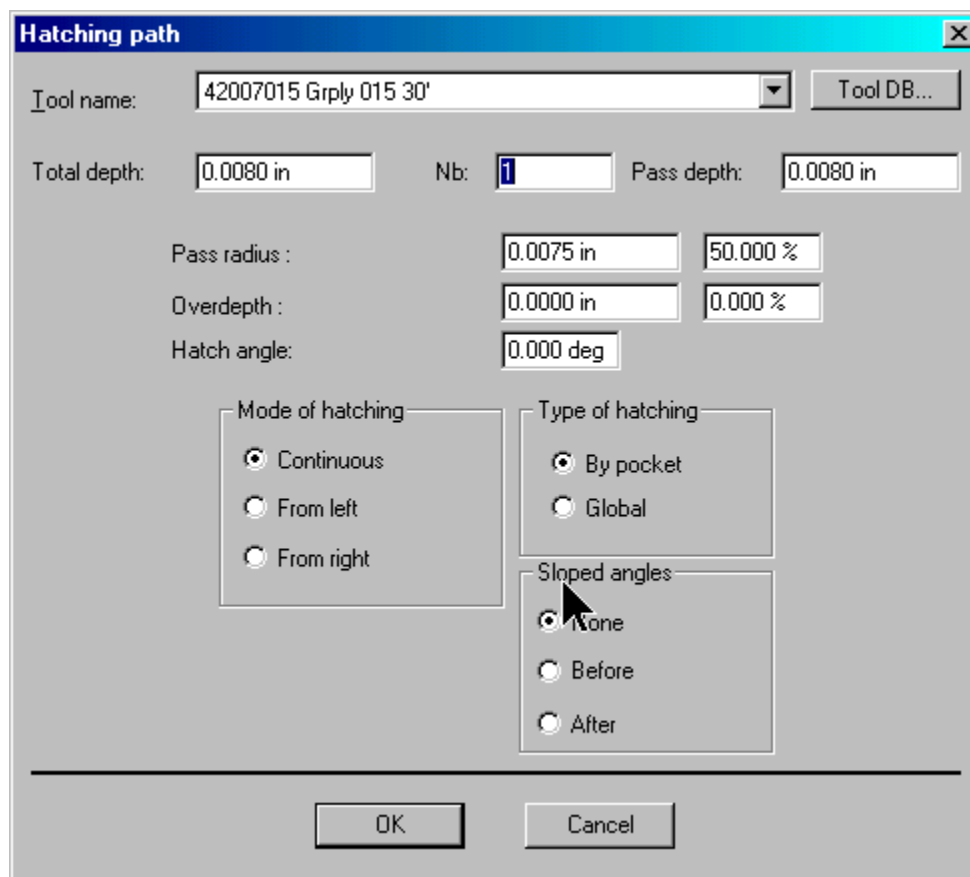 Hatching path
Tool name: 42007015 Grply 015 30' Tool DB...
Total depth: 0.0080 in Nb: 1 Pass depth: 0.0080 in
Pass radius : 0.0075 in 50.000 %
Overdepth : 0.0000 in 0.000 %
Hatch angle: 0.000 deg
Mode of hatching
Continuous
From left
From right
Type of hatching
By pocket
Global
Sloped angles
None
Before
After
OK Cancel